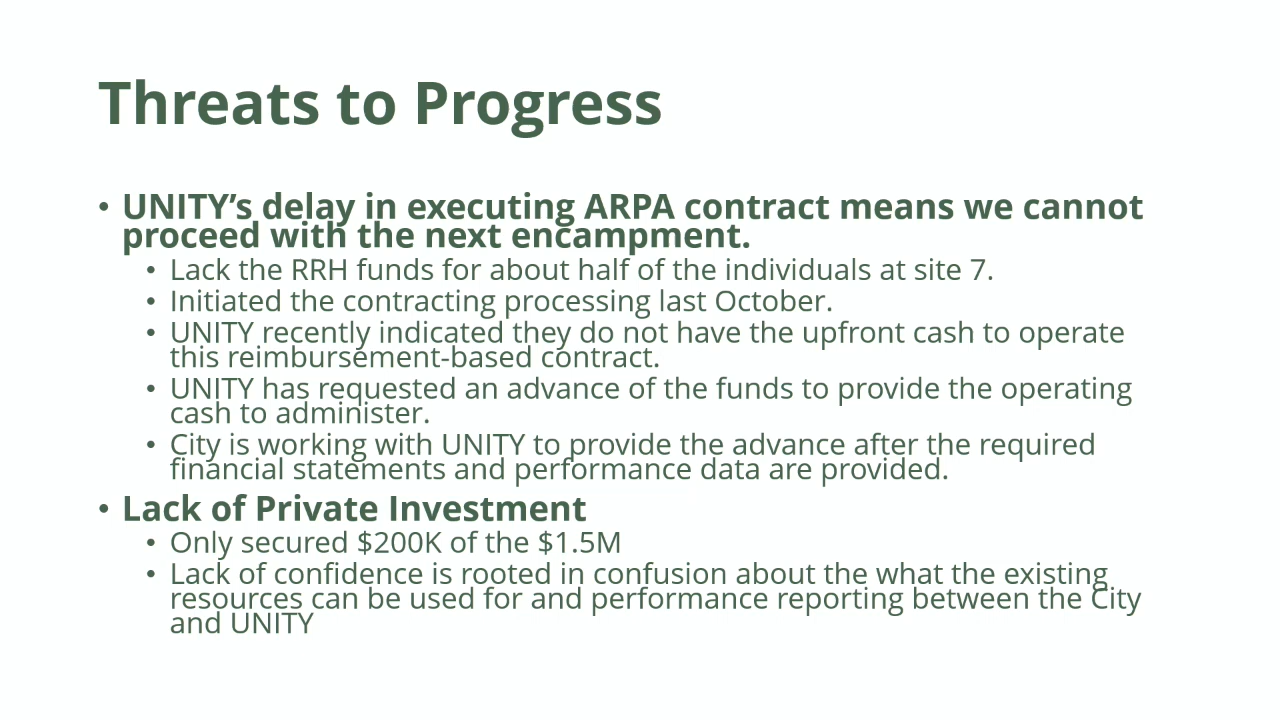 Threats to Progress
• UNITY’s delay in executing ARPA contract means we cannot
proceed with the next encampment.
• Lack the RRH funds for about half of the individuals at site 7.
• Initiated the contracting processing last October.
• UNITY recently indicated they do not have the upfront cash to operate
this reimbursement-based contract.
• UNITY has requested an advance of the funds to provide the operating
cash to administer.
• City is working with UNITY to provide the advance after the required
financial statements and performance data are provided.
• Lack of Private Investment
• Only secured $200K of the $1.5M
• Lack of confidence is rooted in confusion about the what the existing
resources can be used for and performance reporting between the City
and UNITY